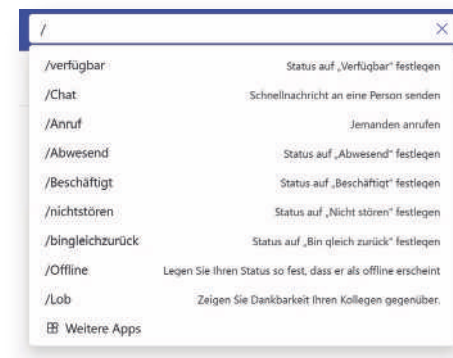 /
/verfügbar Status auf „Verfügbar“ festlegen
/Chat Schnellnachricht an eine Person senden
/Anruf Jemanden anrufen
/Abwesend Status auf „Abwesend“ festlegen
/Beschäftigt Status auf „Beschäftigt“ festlegen
/nichtstören Status auf „Nicht stören“ festlegen
/bingleichzurück Status auf „Bin gleich zurück“ festlegen
/Offline Legen Sie Ihren Status so fest, dass er als offline erscheint
/Lob Zeigen Sie Dankbarkeit Ihren Kollegen gegenüber.
Weitere Apps